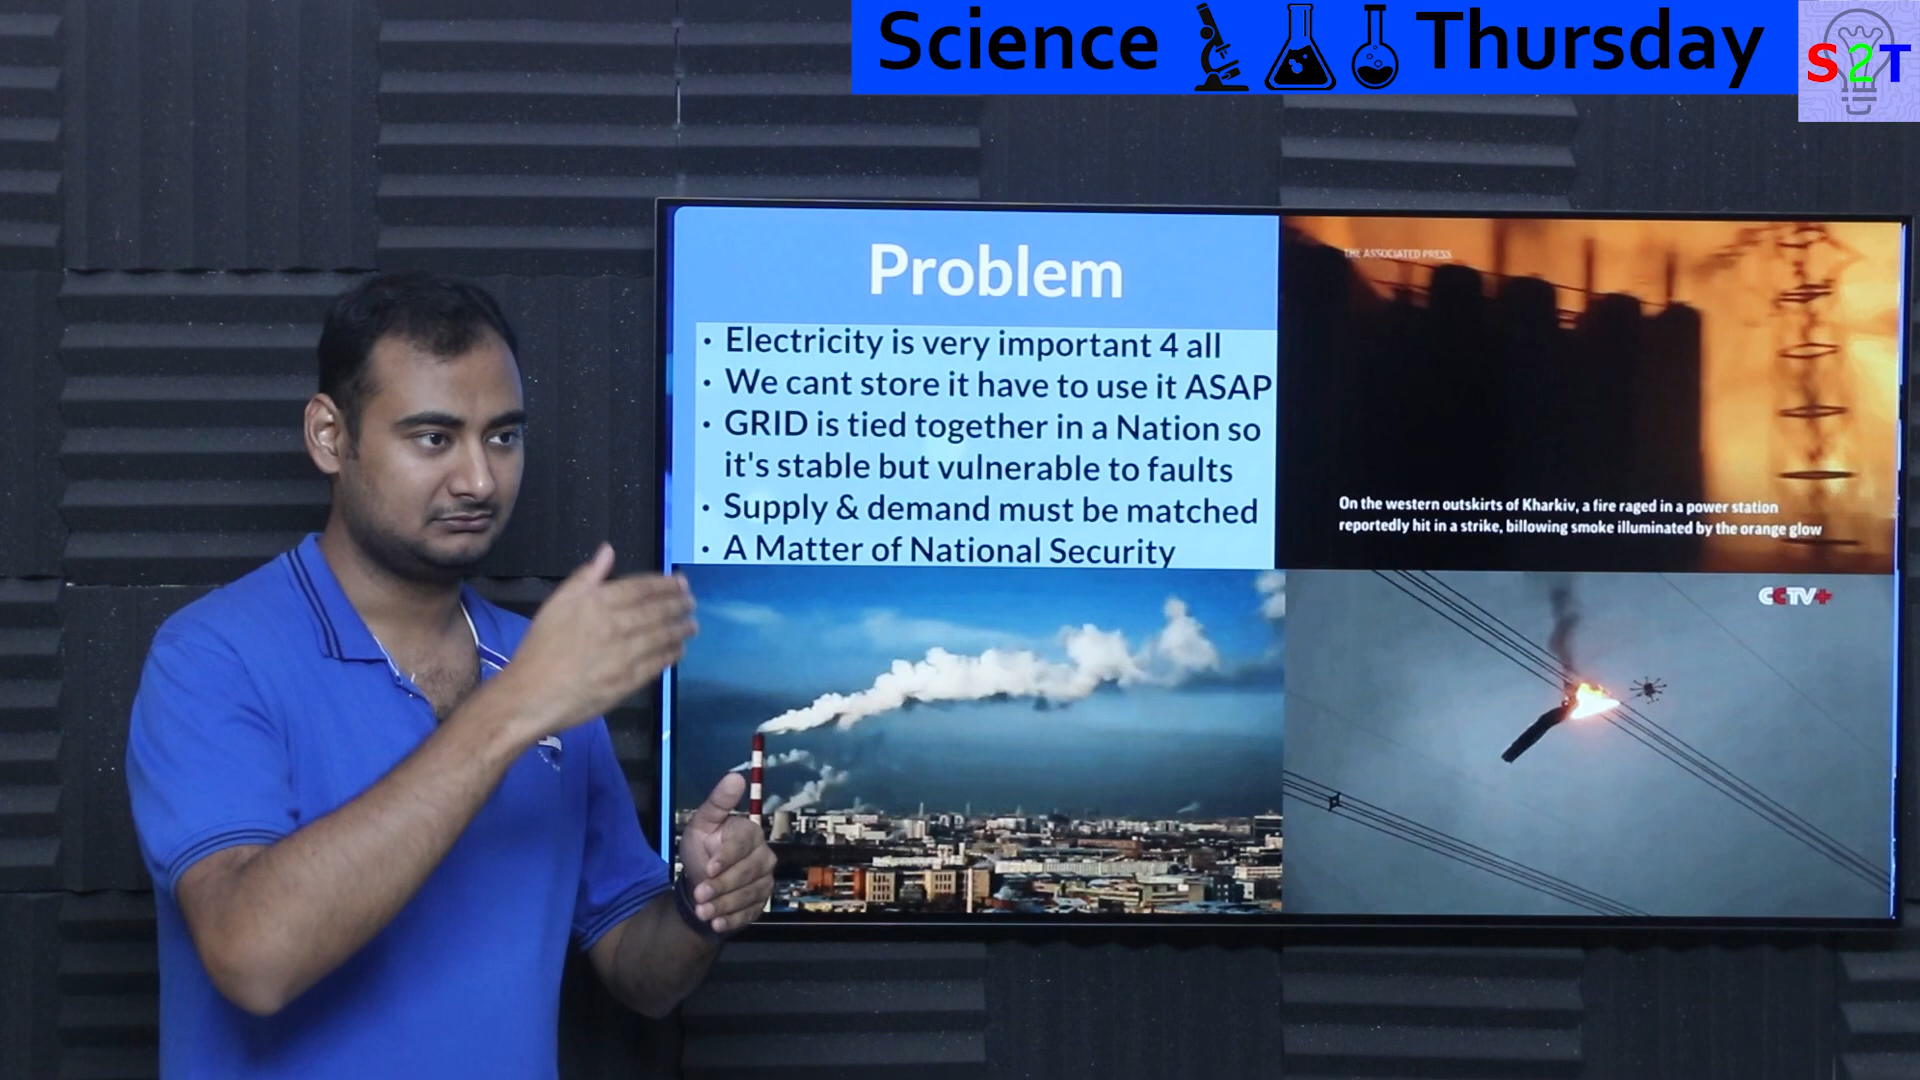 Science Thursday
S2T
Problem
• Electricity is very important 4 all
• We cant store it have to use it ASAP
• GRID is tied together in a Nation so
it's stable but vulnerable to faults
• Supply & demand must be matched
• A Matter of National Security
THE ASSOCIATED PRESS
On the western outskirts of Kharkiv, a fire raged in a power station
reportedly hit in a strike, billowing smoke illuminated by the orange glow
CCTV+